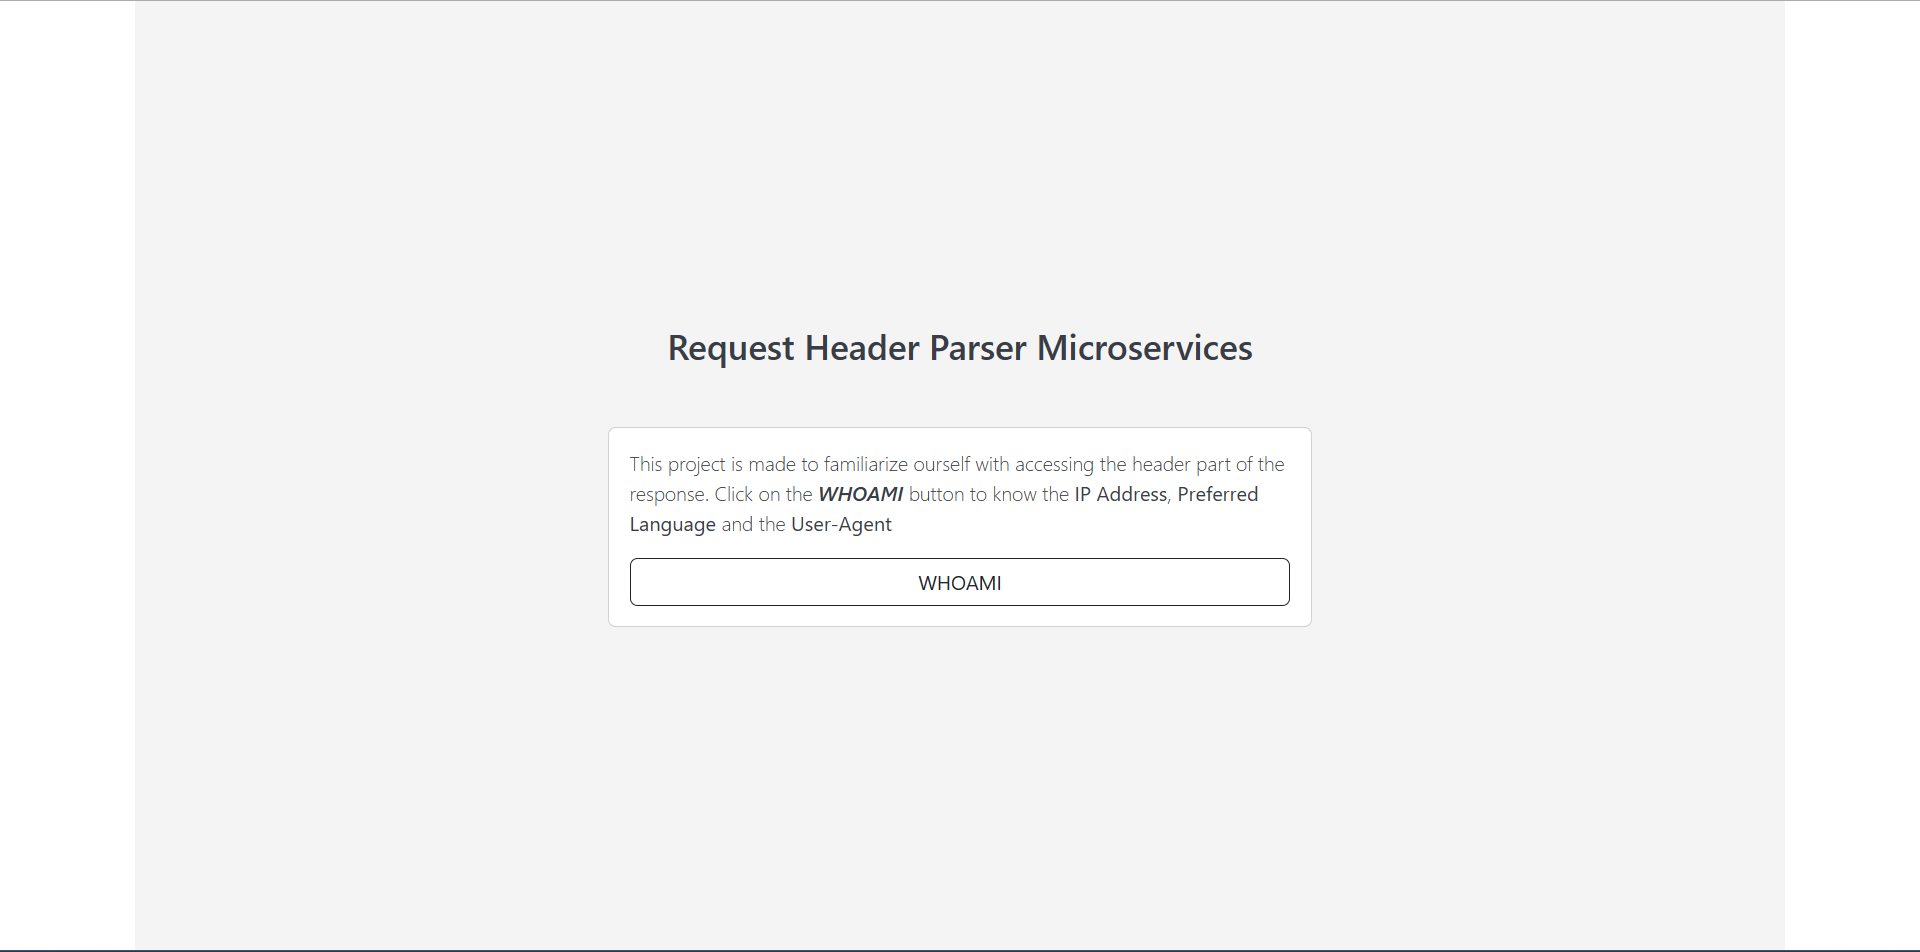 Request Header Parser Microservices
This project is made to familiarize ourself with accessing the header part of the
response. Click on the WHOAMI button to know the IP Address, Preferred
Language and the User-Agent
WHOAMI